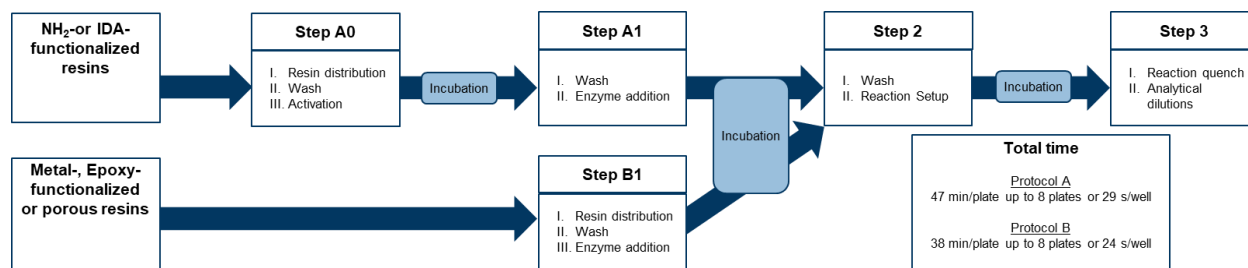 NH₂-or IDA-
functionalized
resins
Step A0
I. Resin distribution
II. Wash
III. Activation
Incubation
Step A1
I. Wash
II. Enzyme addition
Incubation
Step 2
I. Wash
II. Reaction Setup
Incubation
Step 3
I. Reaction quench
II. Analytical
dilutions
Metal-, Epoxy-
functionalized
or porous resins
Step B1
I. Resin distribution
II. Wash
III. Enzyme addition
Total time
Protocol A
47 min/plate up to 8 plates or 29 s/well
Protocol B
38 min/plate up to 8 plates or 24 s/well